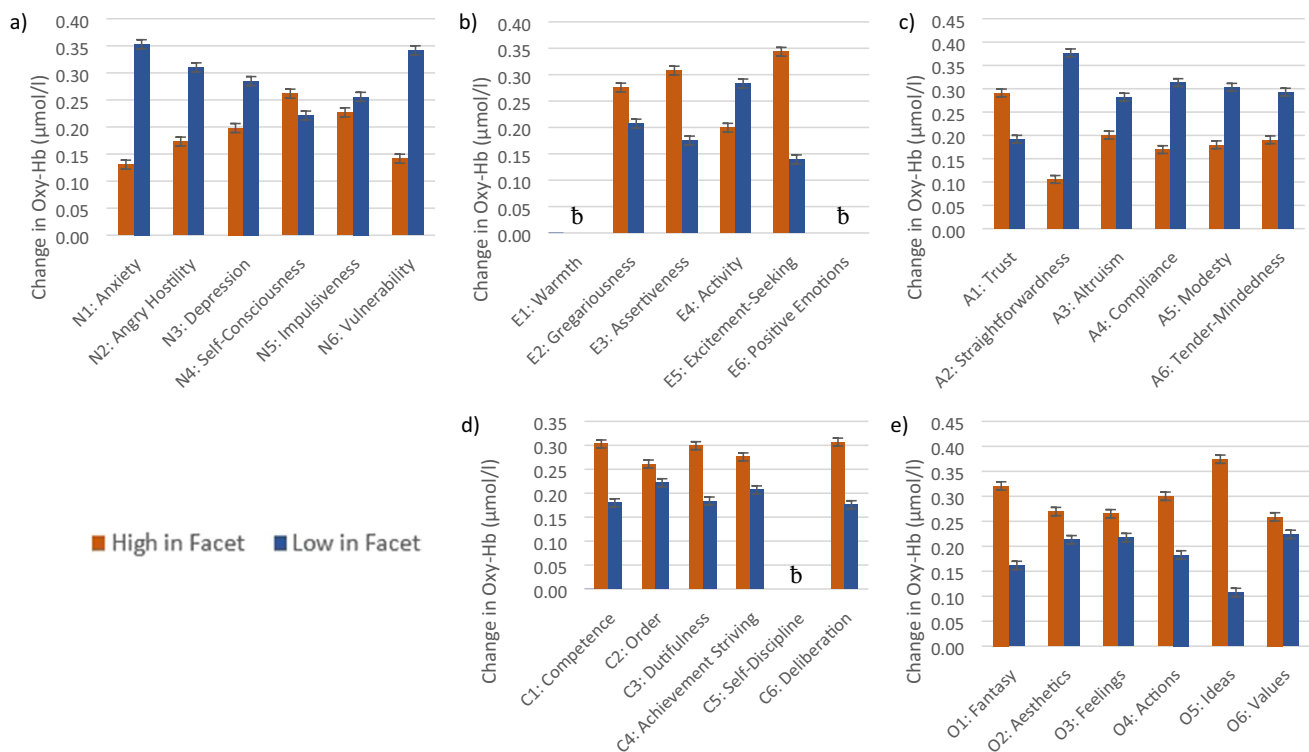 a)
Change in Oxy-Hb (µmol/l)
0.40
0.35
0.30
0.25
0.20
0.15
0.10
0.05
0.00
N1: Anxiety
N2: Angry Hostility
N3: Depression
N4: Self-Consciousness
N5: Impulsiveness
N6: Vulnerability
b)
Change in Oxy-Hb (µmol/l)
0.40
0.35
0.30
0.25
0.20
0.15
0.10
0.05
0.00
ƀ
ƀ
E1: Warmth
E2: Gregariousness
E3: Assertiveness
E4: Activity
E5: Excitement-Seeking
E6: Positive Emotions
c)
Change in Oxy-Hb (µmol/l)
0.45
0.40
0.35
0.30
0.25
0.20
0.15
0.10
0.05
0.00
A1: Trust
A2: Straightforwardness
A3: Altruism
A4: Compliance
A5: Modesty
A6: Tender-Mindedness
High in Facet
Low in Facet
d)
Change in Oxy-Hb (µmol/l)
0.35
0.30
0.25
0.20
0.15
0.10
0.05
0.00
ƀ
C1: Competence
C2: Order
C3: Dutifulness
C4: Achievement Striving
C5: Self-Discipline
C6: Deliberation
e)
Change in Oxy-Hb (µmol/l)
0.45
0.40
0.35
0.30
0.25
0.20
0.15
0.10
0.05
0.00
O1: Fantasy
O2: Aesthetics
O3: Feelings
O4: Actions
O5: Ideas
O6: Values